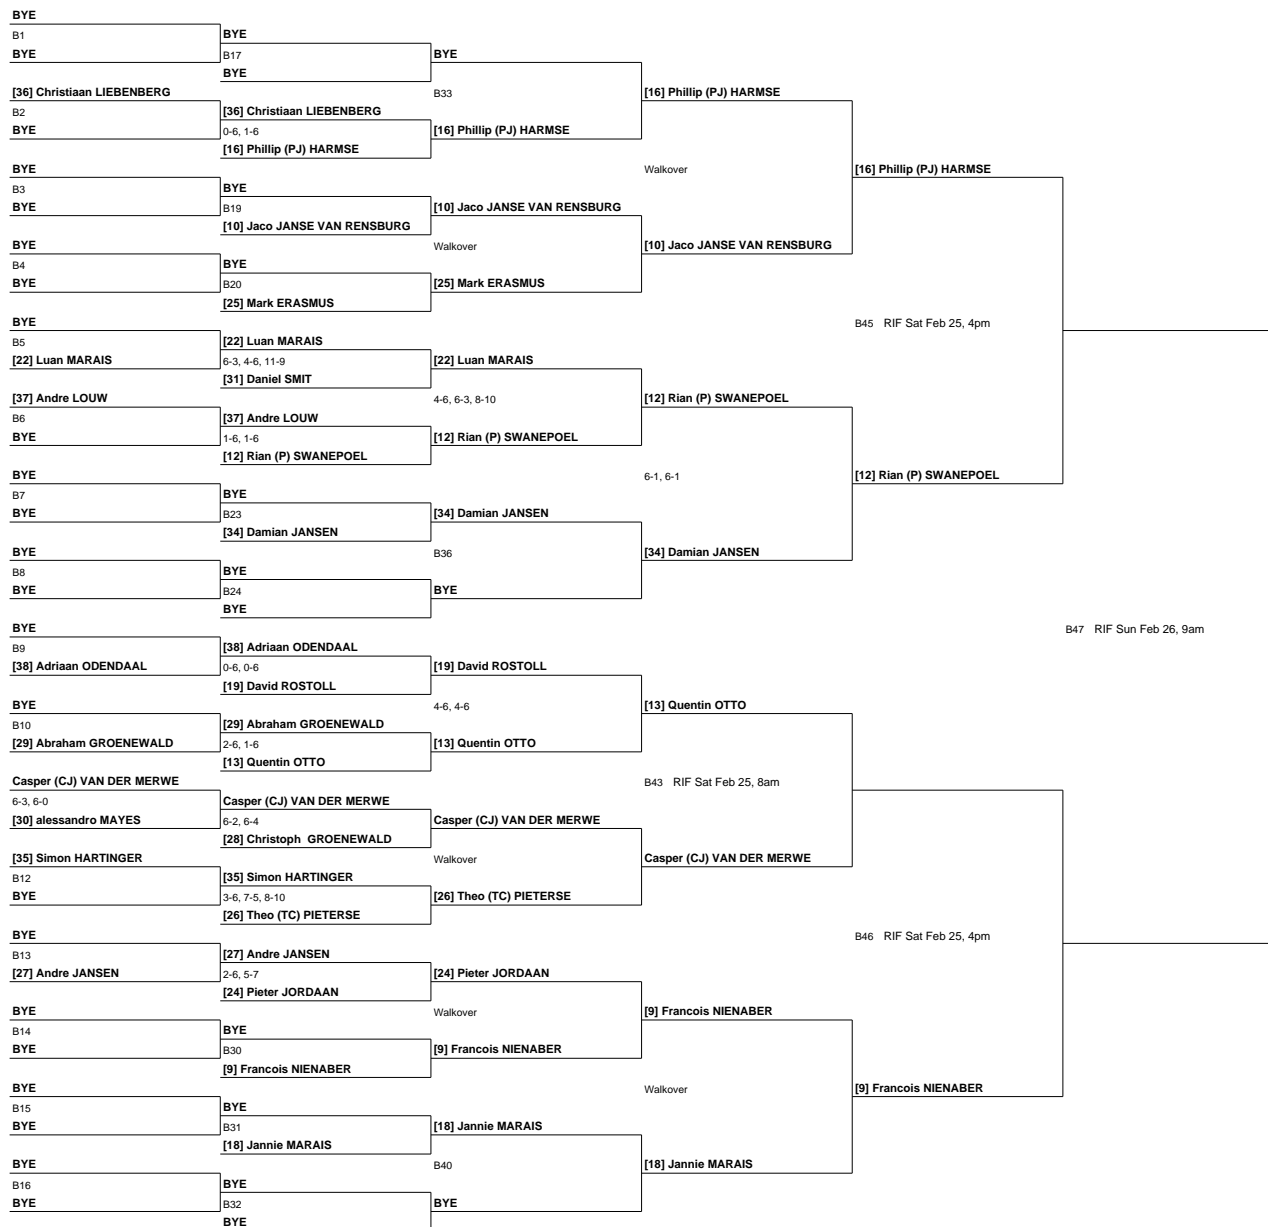 BYE
B1
BYE
BYE
B17
BYE
BYE
[36] Christiaan LIEBENBERG
B2
BYE
[36] Christiaan LIEBENBERG
0-6, 1-6
[16] Phillip (PJ) HARMSE
B33
[16] Phillip (PJ) HARMSE
[16] Phillip (PJ) HARMSE
BYE
B3
BYE
BYE
B19
[10] Jaco JANSE VAN RENSBURG
[10] Jaco JANSE VAN RENSBURG
Walkover
[16] Phillip (PJ) HARMSE
BYE
B4
BYE
BYE
B20
[25] Mark ERASMUS
Walkover
[25] Mark ERASMUS
[10] Jaco JANSE VAN RENSBURG
BYE
B5
[22] Luan MARAIS
[22] Luan MARAIS
6-3, 4-6, 11-9
[31] Daniel SMIT
[22] Luan MARAIS
B45 RIF Sat Feb 25, 4pm
[37] Andre LOUW
B6
BYE
[37] Andre LOUW
1-6, 1-6
[12] Rian (P) SWANEPOEL
4-6, 6-3, 8-10
[12] Rian (P) SWANEPOEL
[12] Rian (P) SWANEPOEL
BYE
B7
BYE
BYE
B23
[34] Damian JANSEN
[34] Damian JANSEN
6-1, 6-1
[12] Rian (P) SWANEPOEL
BYE
B8
BYE
BYE
B24
BYE
B36
BYE
[34] Damian JANSEN
B47 RIF Sun Feb 26, 9am
BYE
B9
[38] Adriaan ODENDAAL
[38] Adriaan ODENDAAL
0-6, 0-6
[19] David ROSTOLL
[19] David ROSTOLL
BYE
B10
[29] Abraham GROENEWALD
[29] Abraham GROENEWALD
2-6, 1-6
[13] Quentin OTTO
4-6, 4-6
[13] Quentin OTTO
[13] Quentin OTTO
Casper (CJ) VAN DER MERWE
6-3, 6-0
[30] alessandro MAYES
Casper (CJ) VAN DER MERWE
6-2, 6-4
[28] Christoph GROENEWALD
Casper (CJ) VAN DER MERWE
B43 RIF Sat Feb 25, 8am
[35] Simon HARTINGER
B12
BYE
[35] Simon HARTINGER
3-6, 7-5, 8-10
[26] Theo (TC) PIETERSE
Walkover
[26] Theo (TC) PIETERSE
Casper (CJ) VAN DER MERWE
B46 RIF Sat Feb 25, 4pm
BYE
B13
[27] Andre JANSEN
[27] Andre JANSEN
2-6, 5-7
[24] Pieter JORDAAN
[24] Pieter JORDAAN
BYE
B14
BYE
BYE
B30
[9] Francois NIENABER
Walkover
[9] Francois NIENABER
[9] Francois NIENABER
BYE
B15
BYE
BYE
B31
[18] Jannie MARAIS
[18] Jannie MARAIS
Walkover
[9] Francois NIENABER
BYE
B16
BYE
BYE
B32
BYE
B40
BYE
[18] Jannie MARAIS